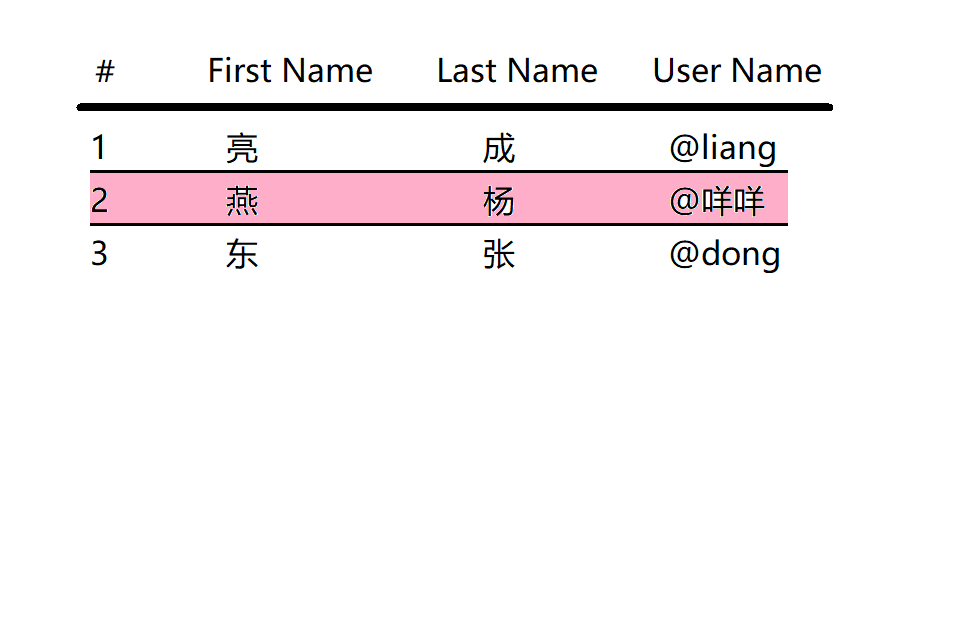 # First Name Last Name User Name
1 亮 成 @liang
2 燕 杨 @咩咩
3 东 张 @dong